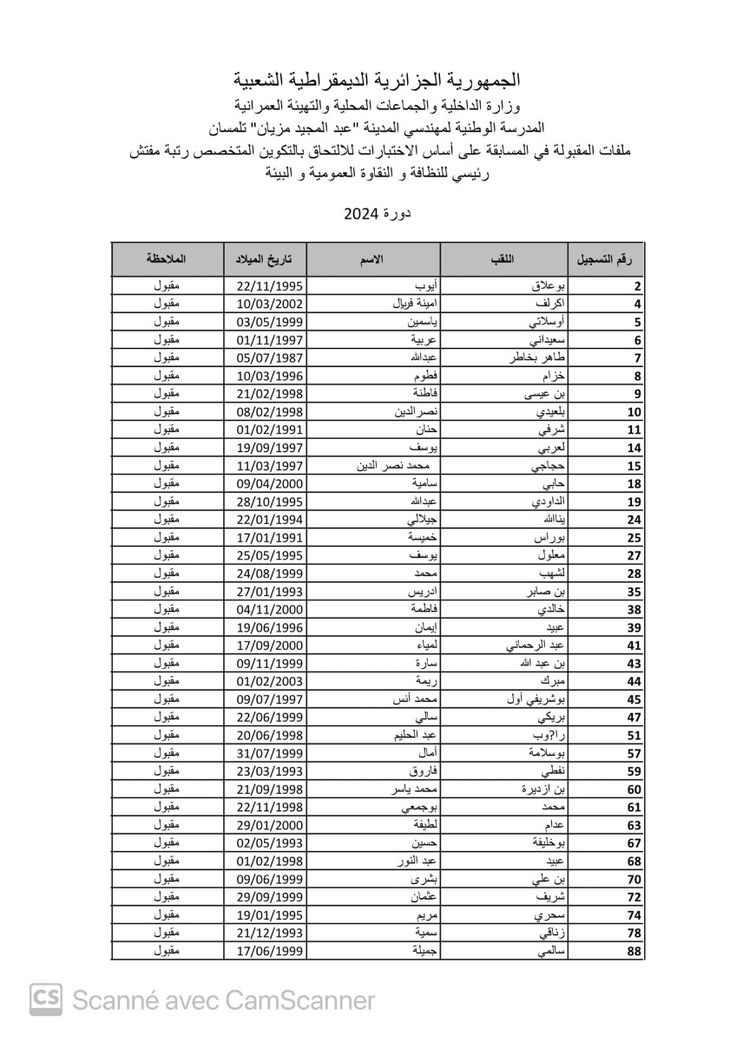 الجمهورية الجزائرية الديمقراطية الشعبية
وزارة الداخلية والجماعات المحلية والتهيئة العمرانية
المدرسة الوطنية لمهندسي المدينة "عبد المجيد مزيان" تلمسان
ملفات المقبولة في المسابقة على أساس الاختبارات للالتحاق بالتكوين المتخصص رتبة مفتش
رئيسي للنظافة و النقاوة العمومية و البيئة
دورة 2024
رقم التسجيل اللقب الاسم تاريخ الميلاد الملاحظة
2 بوعلاق أيوب 22/11/1995 مقبول
4 اكرلف امينة فريال 10/03/2002 مقبول
5 أوسلاتي ياسمين 03/05/1999 مقبول
6 سعيداني عربية 01/11/1997 مقبول
7 طاهر بخاطر عبدالله 05/07/1987 مقبول
8 خزام فطوم 10/03/1996 مقبول
9 بن عيسى فاطنة 21/02/1998 مقبول
10 بلعيدي نصرالدين 08/02/1998 مقبول
11 شرفي حنان 01/02/1991 مقبول
14 لعربي يوسف 19/09/1997 مقبول
15 حجاجي محمد نصر الدين 11/03/1997 مقبول
18 حابي سامية 09/04/2000 مقبول
19 الداودي عبدالله 28/10/1995 مقبول
24 يناالله جيلالي 22/01/1994 مقبول
25 بوراس خميسة 17/01/1991 مقبول
27 معلول يوسف 25/05/1995 مقبول
28 لشهب محمد 24/08/1999 مقبول
35 بن صابر ادريس 27/01/1993 مقبول
38 خالدي فاطمة 04/11/2000 مقبول
39 عبيد إيمان 19/06/1996 مقبول
41 عبد الرحماني لمياء 17/09/2000 مقبول
43 بن عبد الله سارة 09/11/1999 مقبول
44 مبرك ريمة 01/02/2003 مقبول
45 بوشريفي أول محمد أنس 09/07/1997 مقبول
47 بريكي سالي 22/06/1999 مقبول
51 را?وب عبد الحليم 20/06/1998 مقبول
57 بوسلامة أمال 31/07/1999 مقبول
59 نفطي فاروق 23/03/1993 مقبول
60 بن ازديرة محمد ياسر 21/09/1998 مقبول
61 محمد بوجمعي 22/11/1998 مقبول
63 عدام لطيفة 29/01/2000 مقبول
67 بوخليفة حسين 02/05/1993 مقبول
68 عبيد عبد النور 01/02/1998 مقبول
70 بن علي بشرى 09/06/1999 مقبول
72 شريف عثمان 29/09/1999 مقبول
74 سحري مريم 19/01/1995 مقبول
78 زناقي سمية 21/12/1993 مقبول
88 سالمي جميلة 17/06/1999 مقبول
CS Scanné avec CamScanner